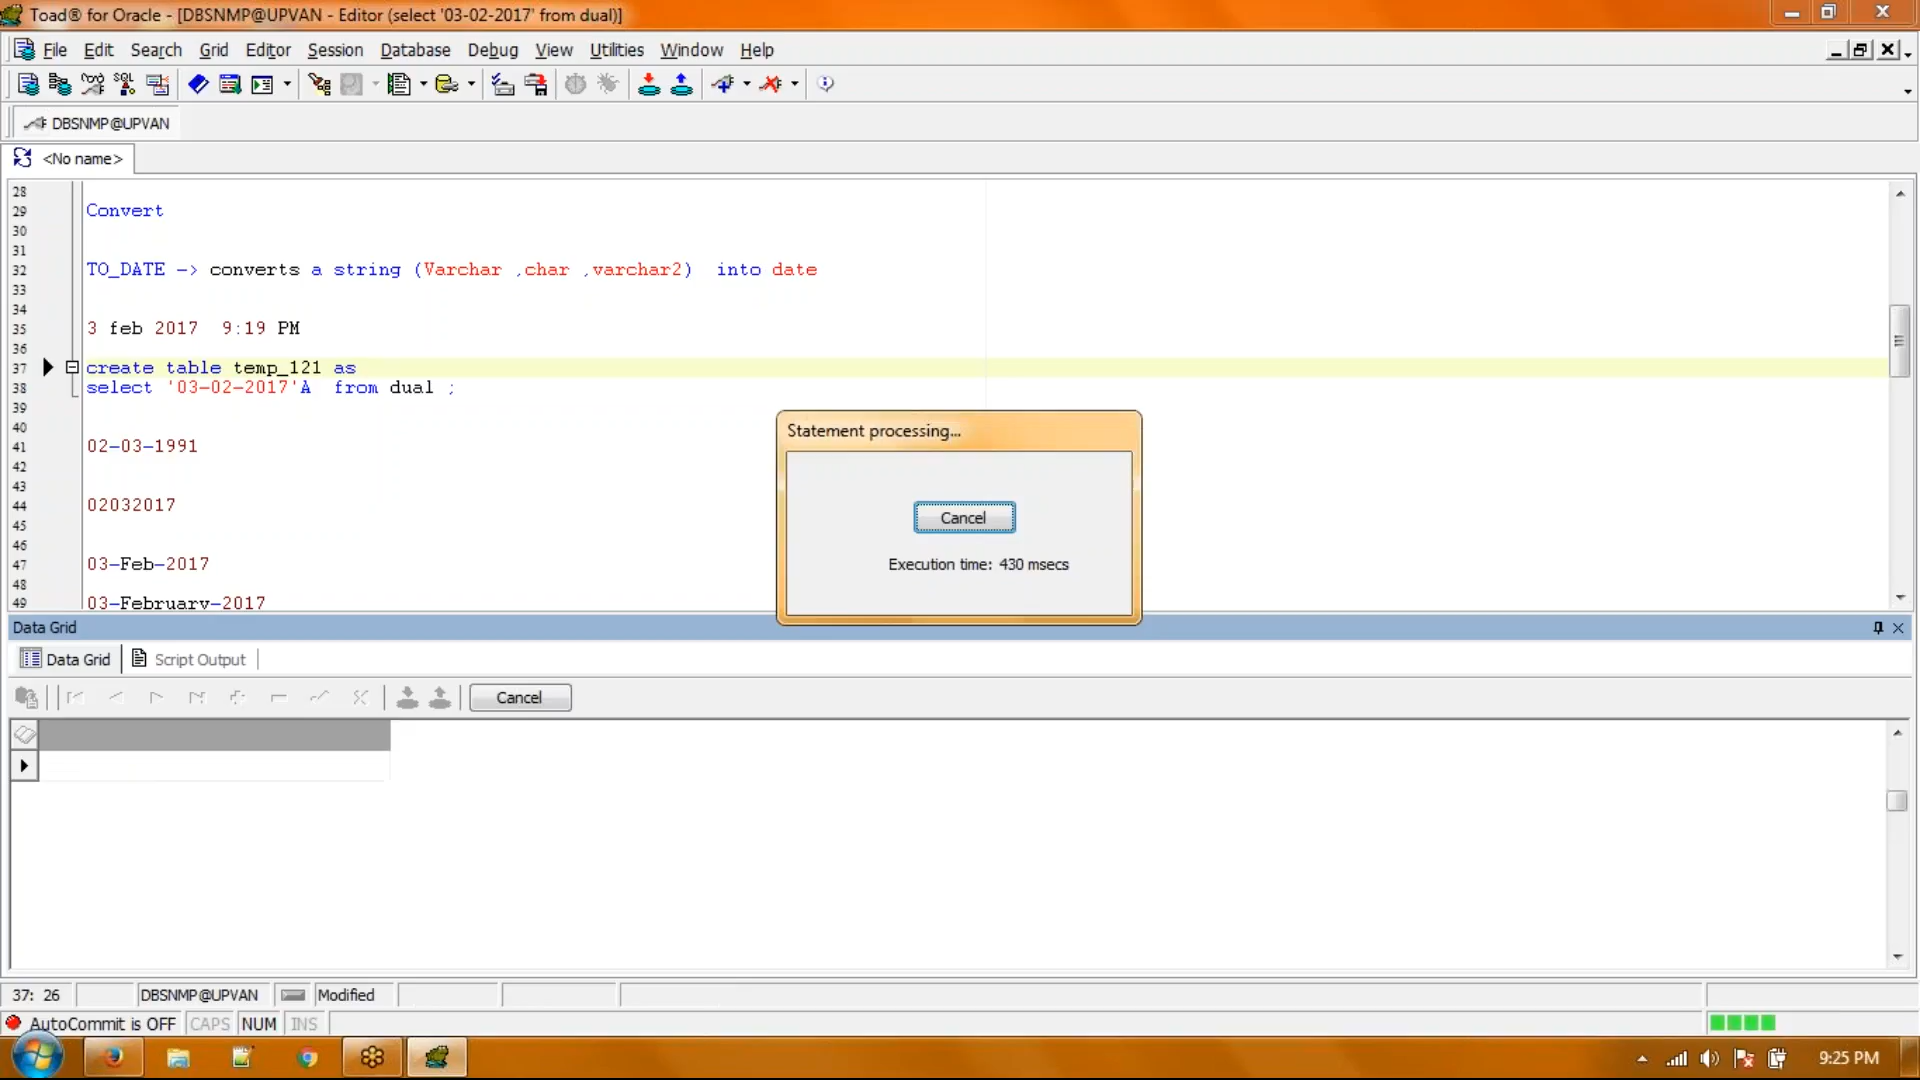 Toad® for Oracle - [DBSNMP@UPVAN - Editor (select '03-02-2017' from dual)]
File Edit Search Grid Editor Session Database Debug View Utilities Window Help
SQL
DBSNMP@UPVAN
<No name>
28
29 Convert
30
31
32 TO_DATE -> converts a string (Varchar ,char ,varchar2) into date
33
34
35 3 feb 2017 9:19 PM
36
37 create table temp_121 as
38 select '03-02-2017'A from dual ;
39
40
41 02-03-1991
42
43
44 02032017
45
46
47 03-Feb-2017
48
49 03-February-2017
Statement processing...
Cancel
Execution time: 430 msecs
Data Grid
Data Grid Script Output
Cancel
37: 26 DBSNMP@UPVAN Modified
AutoCommit is OFF CAPS NUM INS
9:25 PM